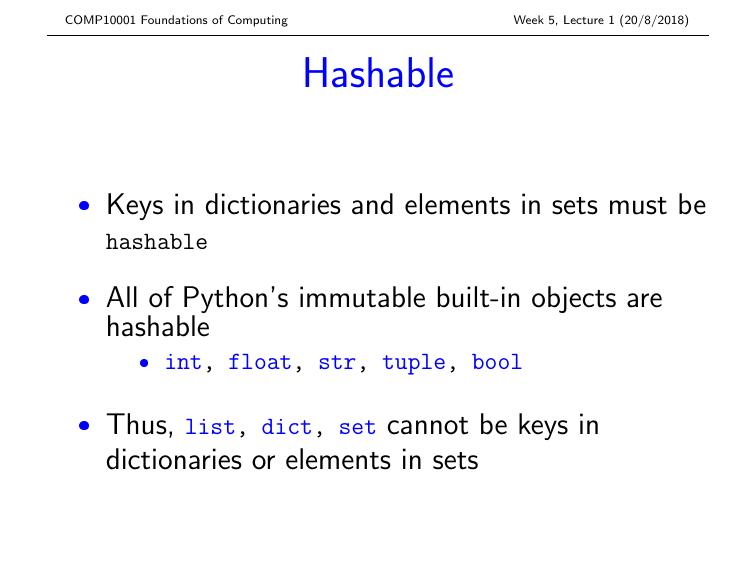 COMP10001 Foundations of Computing Week 5, Lecture 1 (20/8/2018)
Hashable
• Keys in dictionaries and elements in sets must be
hashable
• All of Python's immutable built-in objects are
hashable
• int, float, str, tuple, bool
• Thus, list, dict, set cannot be keys in
dictionaries or elements in sets